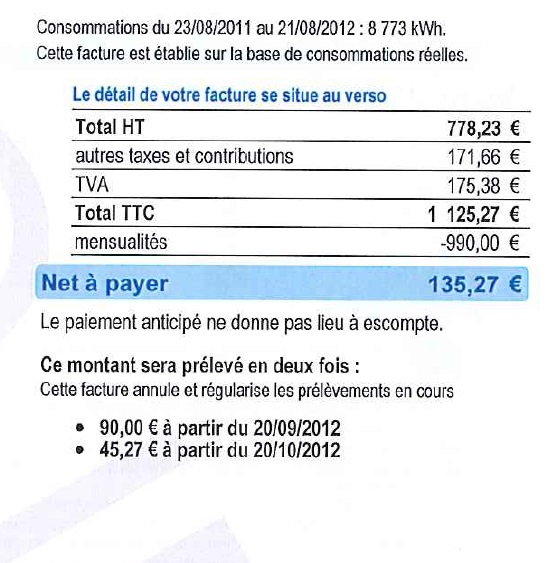 Consommations du 23/08/2011 au 21/08/2012 : 8 773 kWh.
Cette facture est établie sur la base de consommations réelles.
Le détail de votre facture se situe au verso
Total HT 778,23 €
autres taxes et contributions 171,66 €
TVA 175,38 €
Total TTC 1 125,27 €
mensualités -990,00 €
Net à payer 135,27 €
Le paiement anticipé ne donne pas lieu à escompte.
Ce montant sera prélevé en deux fois :
Cette facture annule et régularise les prélèvements en cours
• 90,00 € à partir du 20/09/2012
• 45,27 € à partir du 20/10/2012